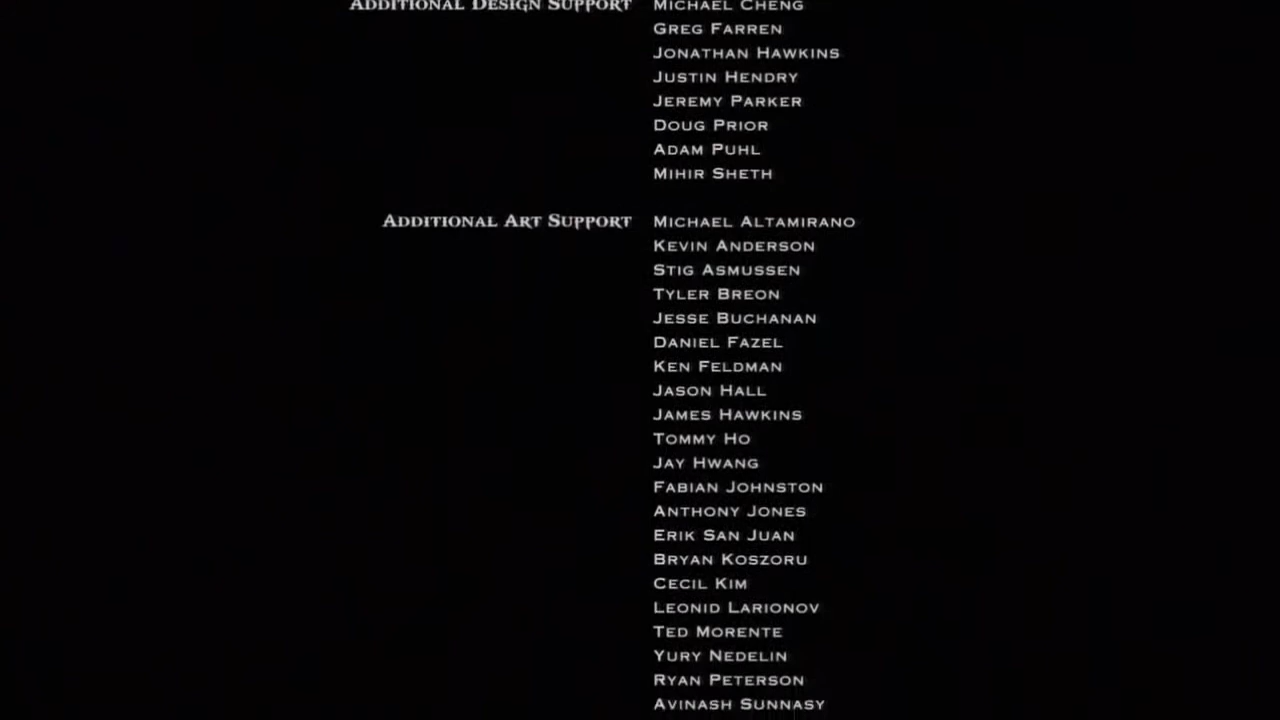 Additional Design Support Michael Cheng
Greg Farren
Jonathan Hawkins
Justin Hendry
Jeremy Parker
Doug Prior
Adam Puhl
Mihir Sheth
Additional Art Support Michael Altamirano
Kevin Anderson
Stig Asmussen
Tyler Breon
Jesse Buchanan
Daniel Fazel
Ken Feldman
Jason Hall
James Hawkins
Tommy Ho
Jay Hwang
Fabian Johnston
Anthony Jones
Erik San Juan
Bryan Koszoru
Cecil Kim
Leonid Larionov
Ted Morente
Yury Nedelin
Ryan Peterson
Avinash Sunnasy